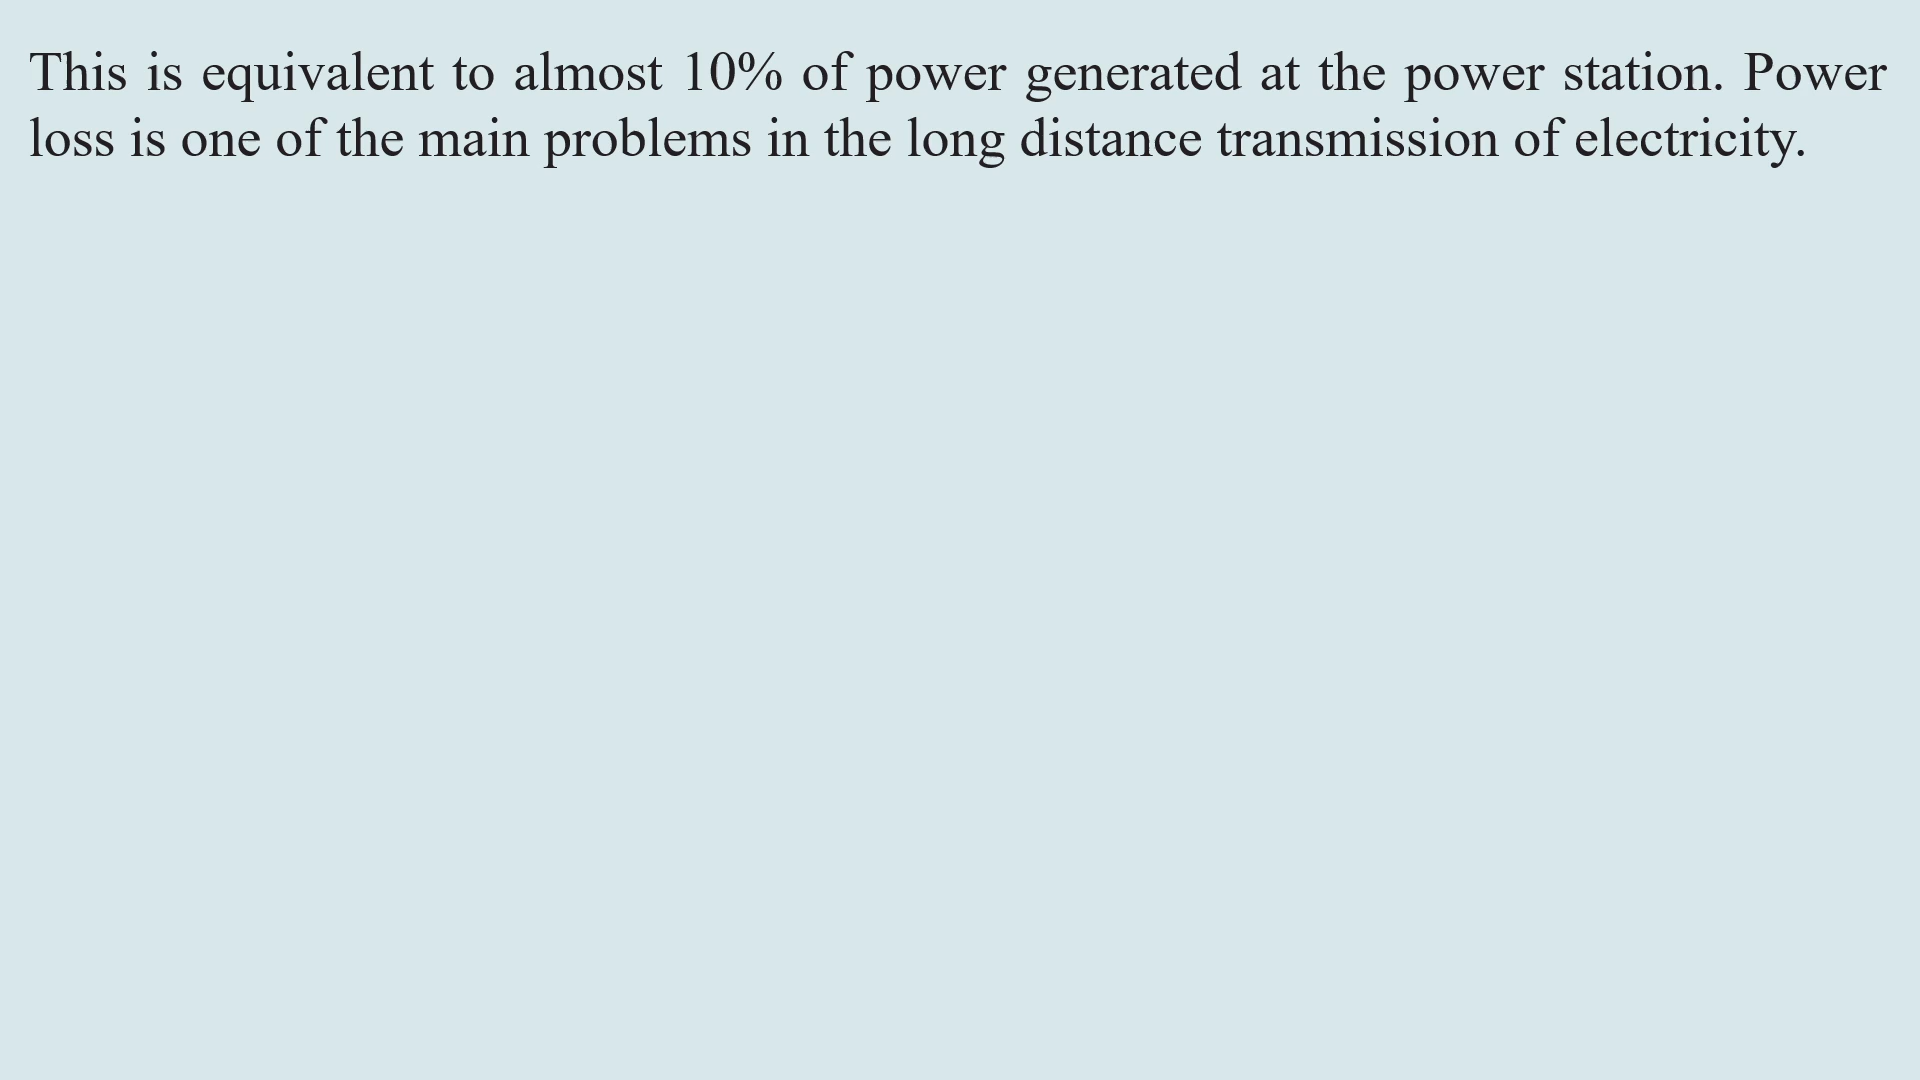 This is equivalent to almost 10% of power generated at the power station. Power
loss is one of the main problems in the long distance transmission of electricity.